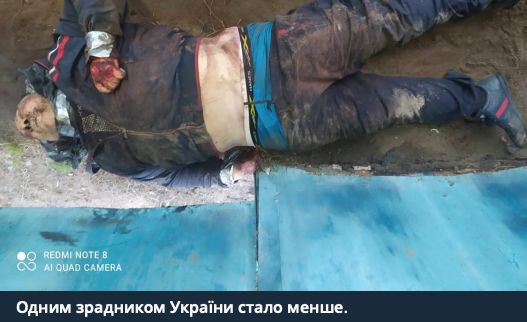 REDMI NOTE 8
AI QUAD CAMERA
Одним зрадником України стало менше.